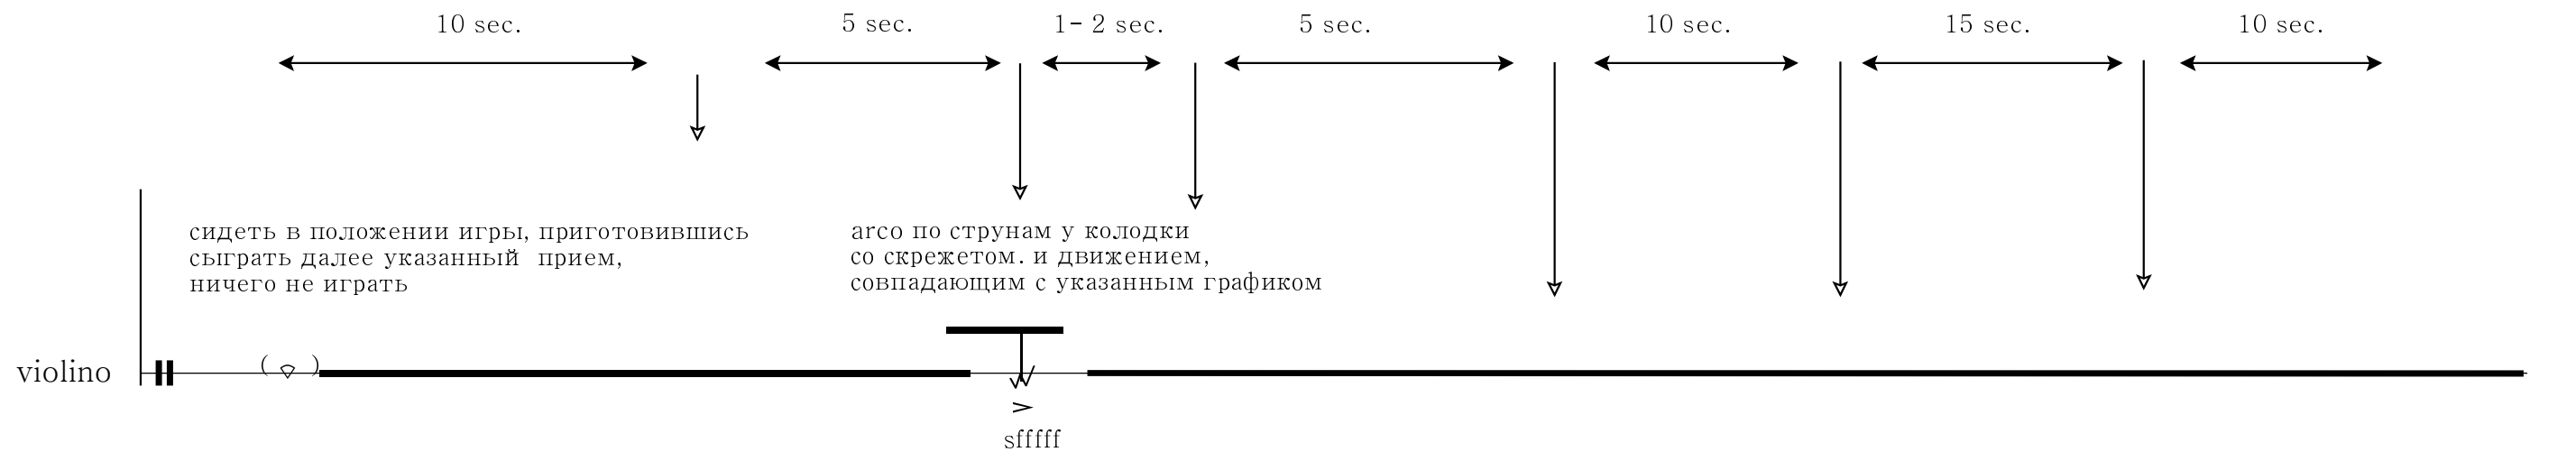 10 sec. 5 sec. 1- 2 sec. 5 sec. 10 sec. 15 sec. 10 sec.
сидеть в положении игры, приготовившись
сыграть далее указанный прием,
ничего не играть
arco по струнам у колодки
со скрежетом. и движением,
совпадающим с указанным графиком
violino
sfffff